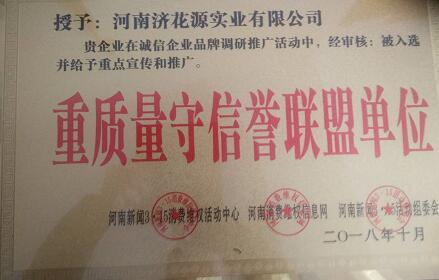 授予：河南济花源实业有限公司
贵企业在诚信企业品牌调研推广活动中，经审核：被入选
并给予重点宣传和推广。
重质量守信誉联盟单位
河南新闻3·15消费维权活动中心 河南消费维权信息网 河南新闻3·15活动组委会
二〇一八年十月